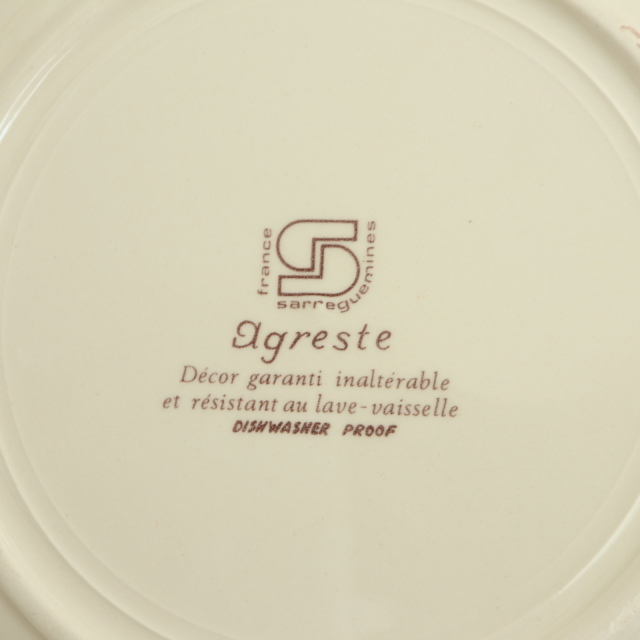 france
S
sarreguemines
Agreste
Décor garanti inaltérable
et résistant au lave-vaisselle
DISHWASHER PROOF